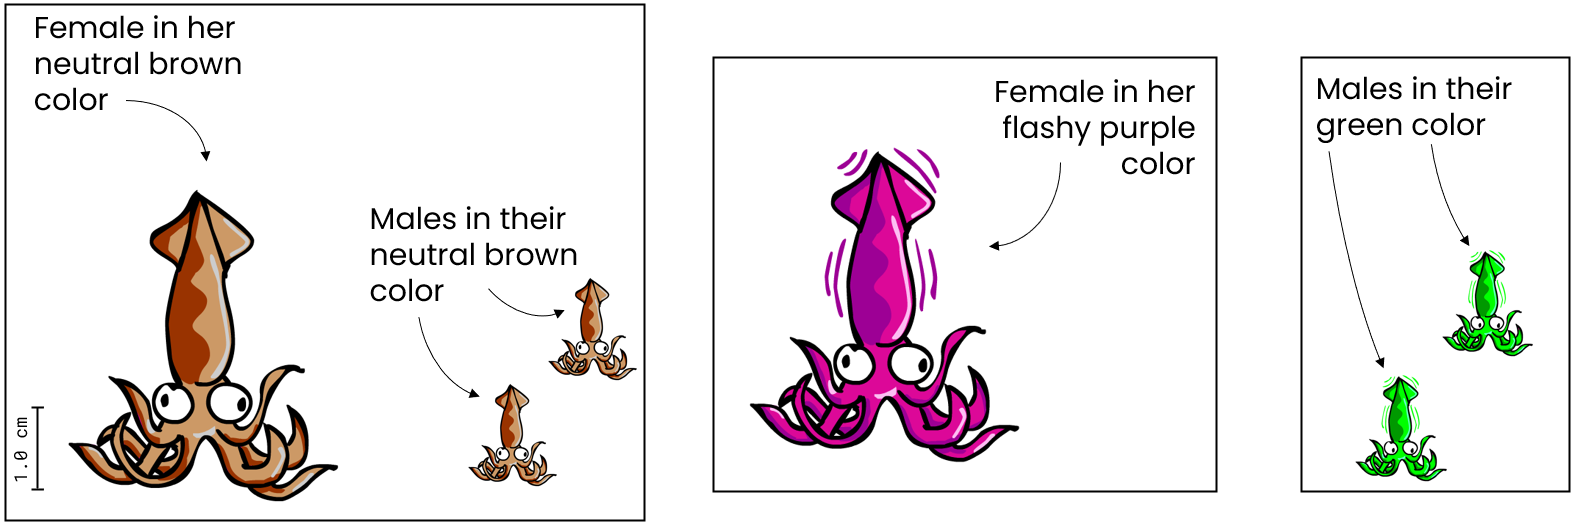 Female in her
neutral brown
color
Males in their
neutral brown
color
1.0 cm
Female in her
flashy purple
color
Males in their
green color